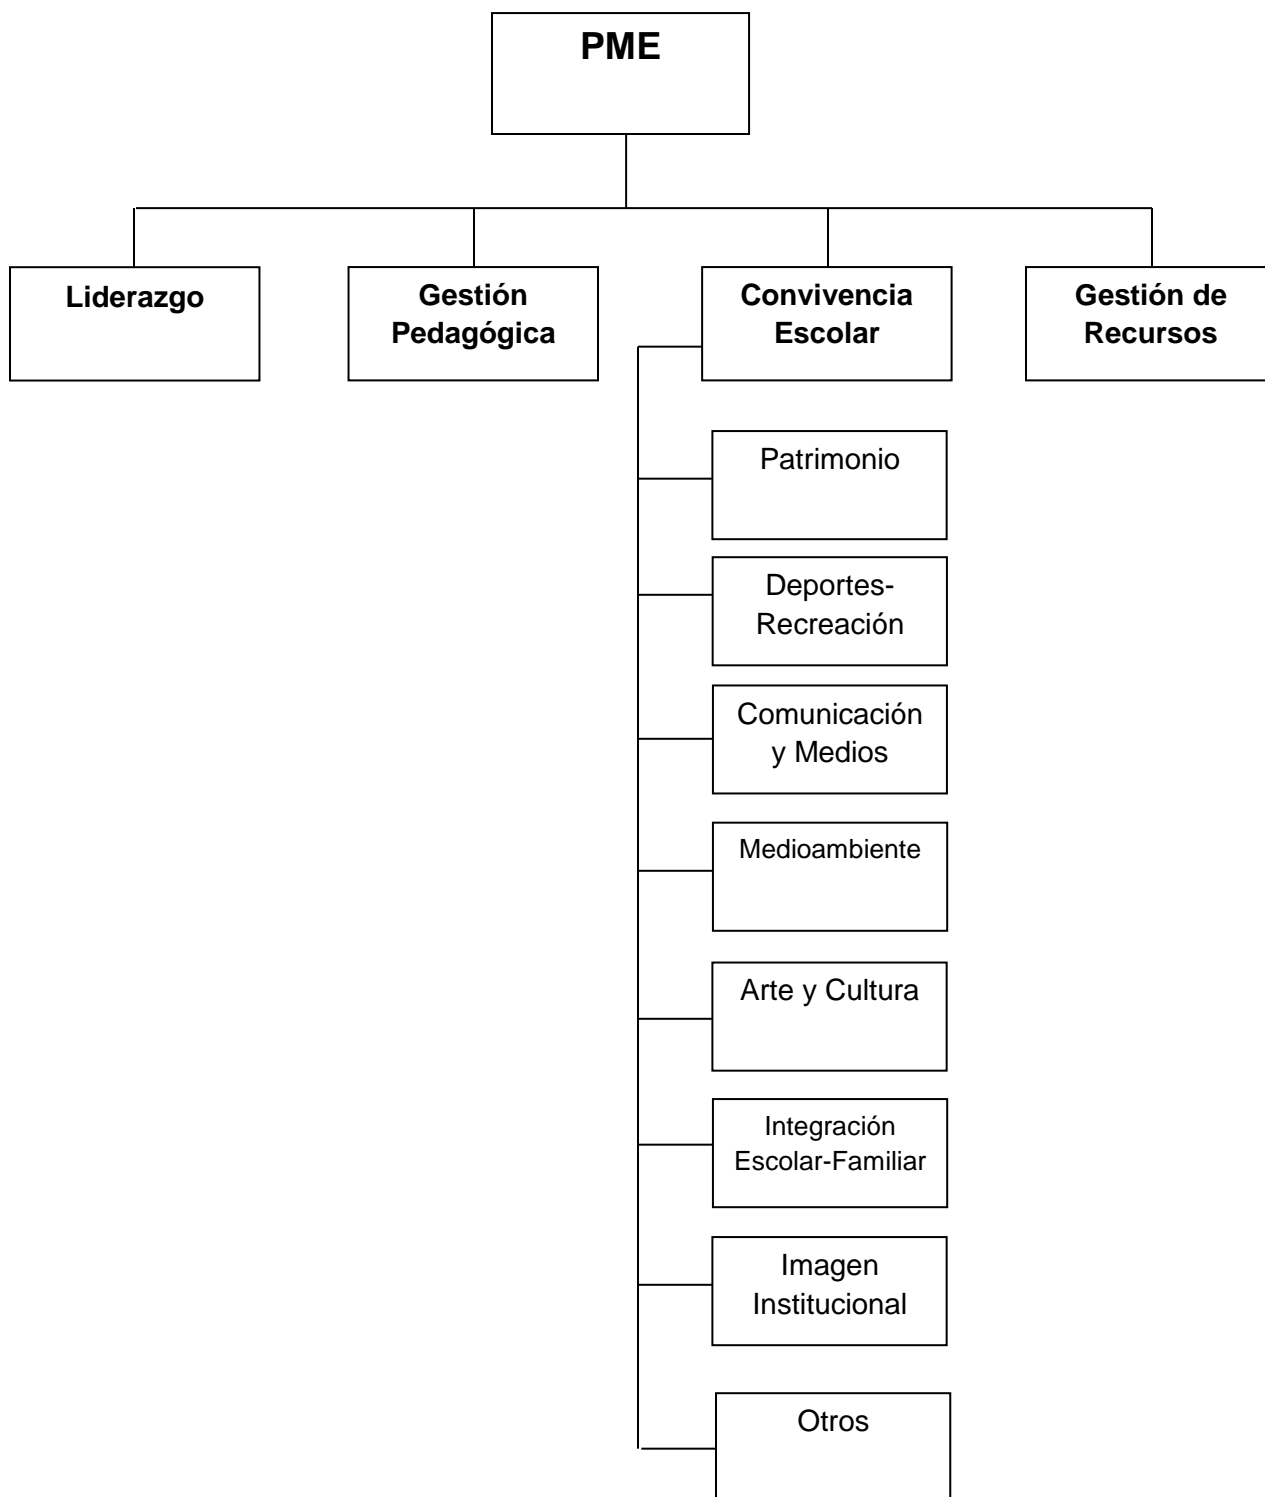 PME
Liderazgo
Gestión
Pedagógica
Convivencia
Escolar
Gestión de
Recursos
Patrimonio
Deportes-
Recreación
Comunicación
y Medios
Medioambiente
Arte y Cultura
Integración
Escolar-Familiar
Imagen
Institucional
Otros